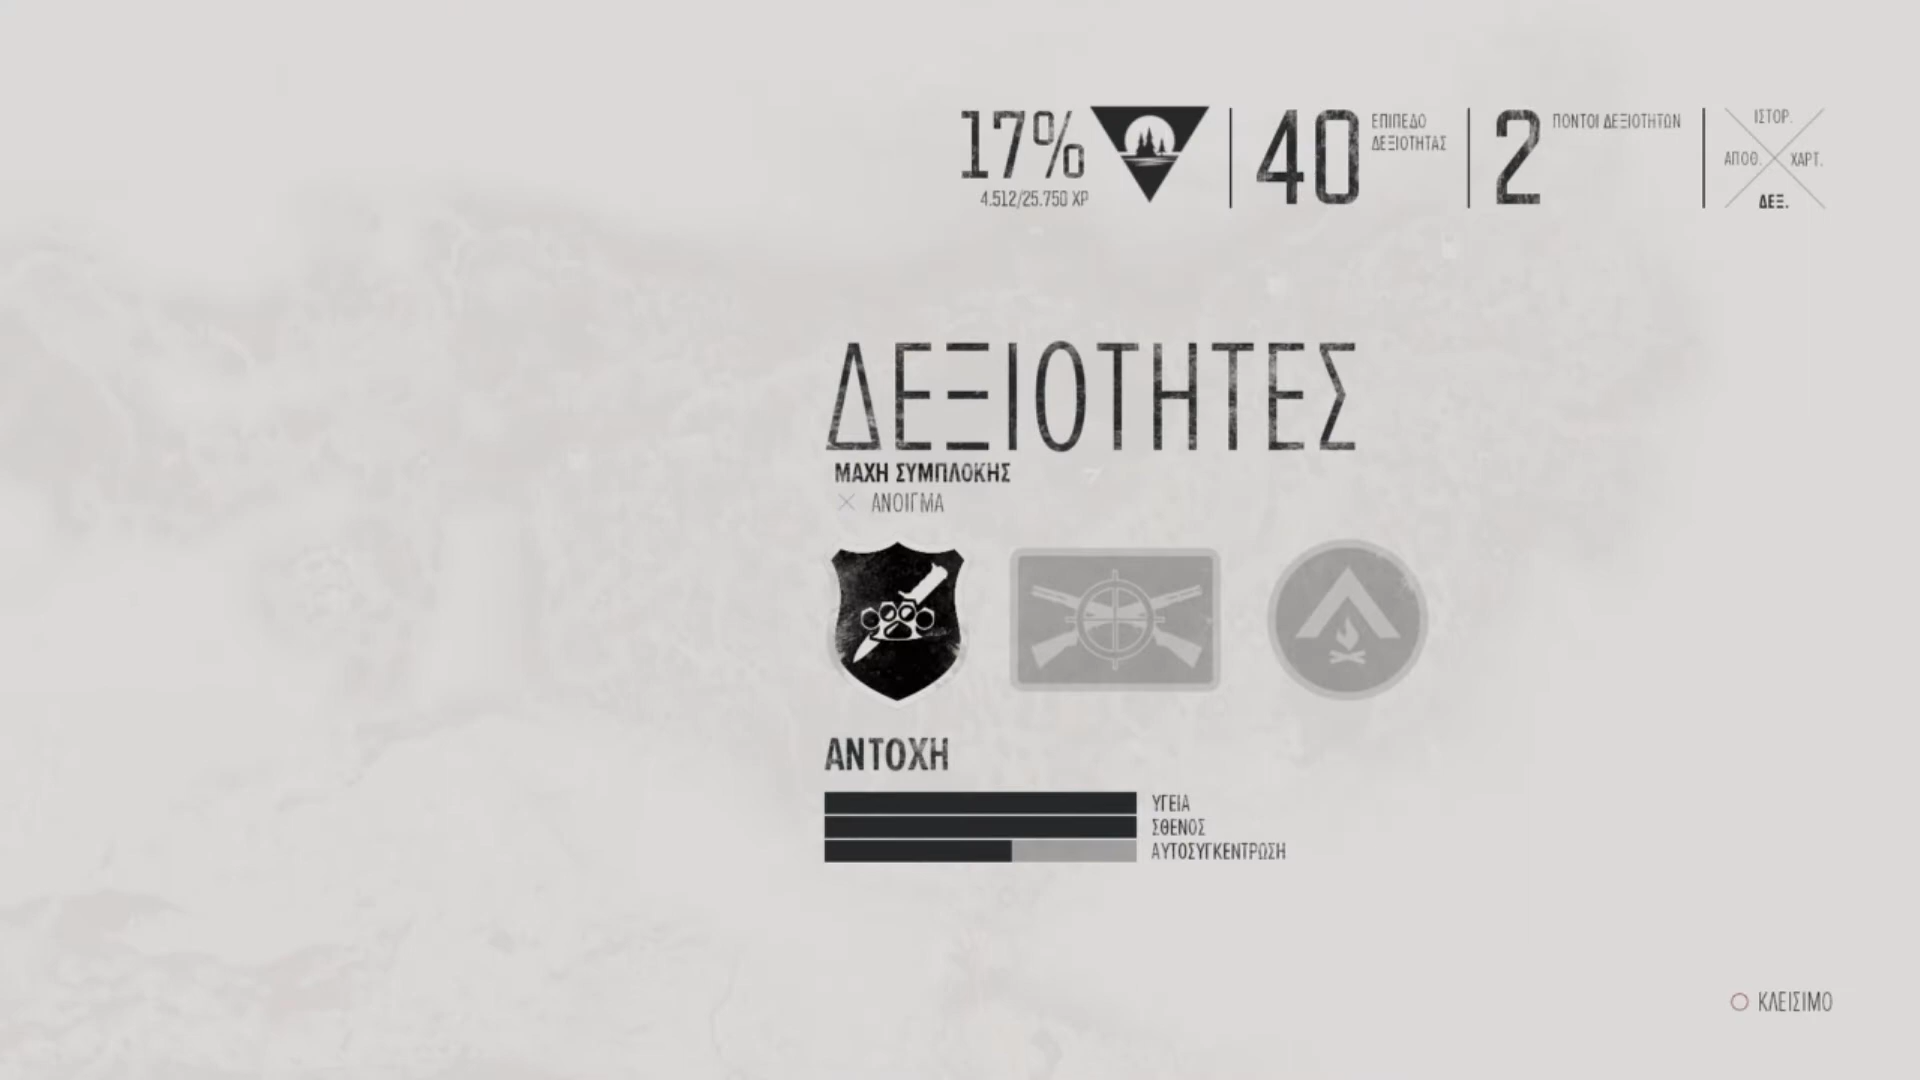 17%
4.512/25.750 XP
40
ΕΠΙΠΕΔΟ
ΔΕΞΙΟΤΗΤΑΣ
2
ΠΟΝΤΟΙ ΔΕΞΙΟΤΗΤΩΝ
ΙΣΤΟΡ.
ΑΠΟΘ. ΧΑΡΤ.
ΔΕΞ.
ΔΕΞΙΟΤΗΤΕΣ
ΜΑΧΗ ΣΥΜΠΛΟΚΗΣ
ΑΝΟΙΓΜΑ
ΑΝΤΟΧΗ
ΥΓΕΙΑ
ΣΘΕΝΟΣ
ΑΥΤΟΣΥΓΚΕΝΤΡΩΣΗ
ΚΛΕΙΣΙΜΟ